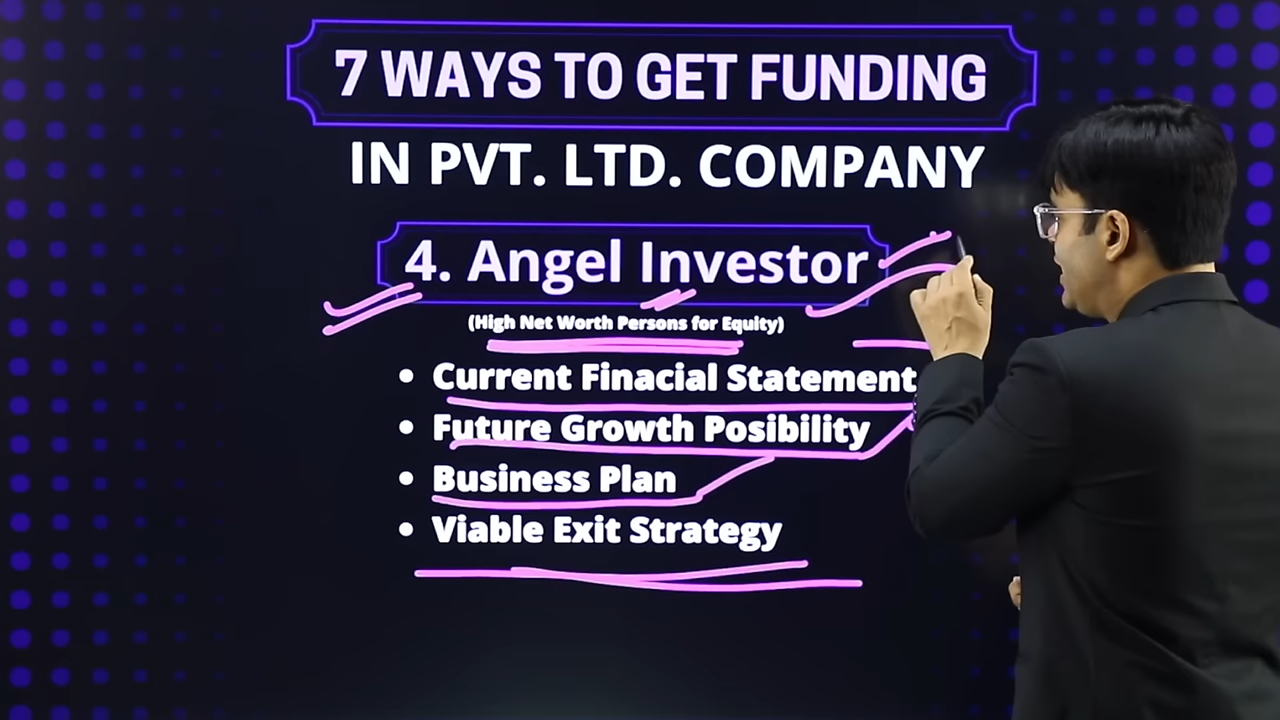 7 WAYS TO GET FUNDING
IN PVT. LTD. COMPANY
4. Angel Investor
(High Net Worth Persons for Equity)
• Current Finacial Statement
• Future Growth Posibility
• Business Plan
• Viable Exit Strategy